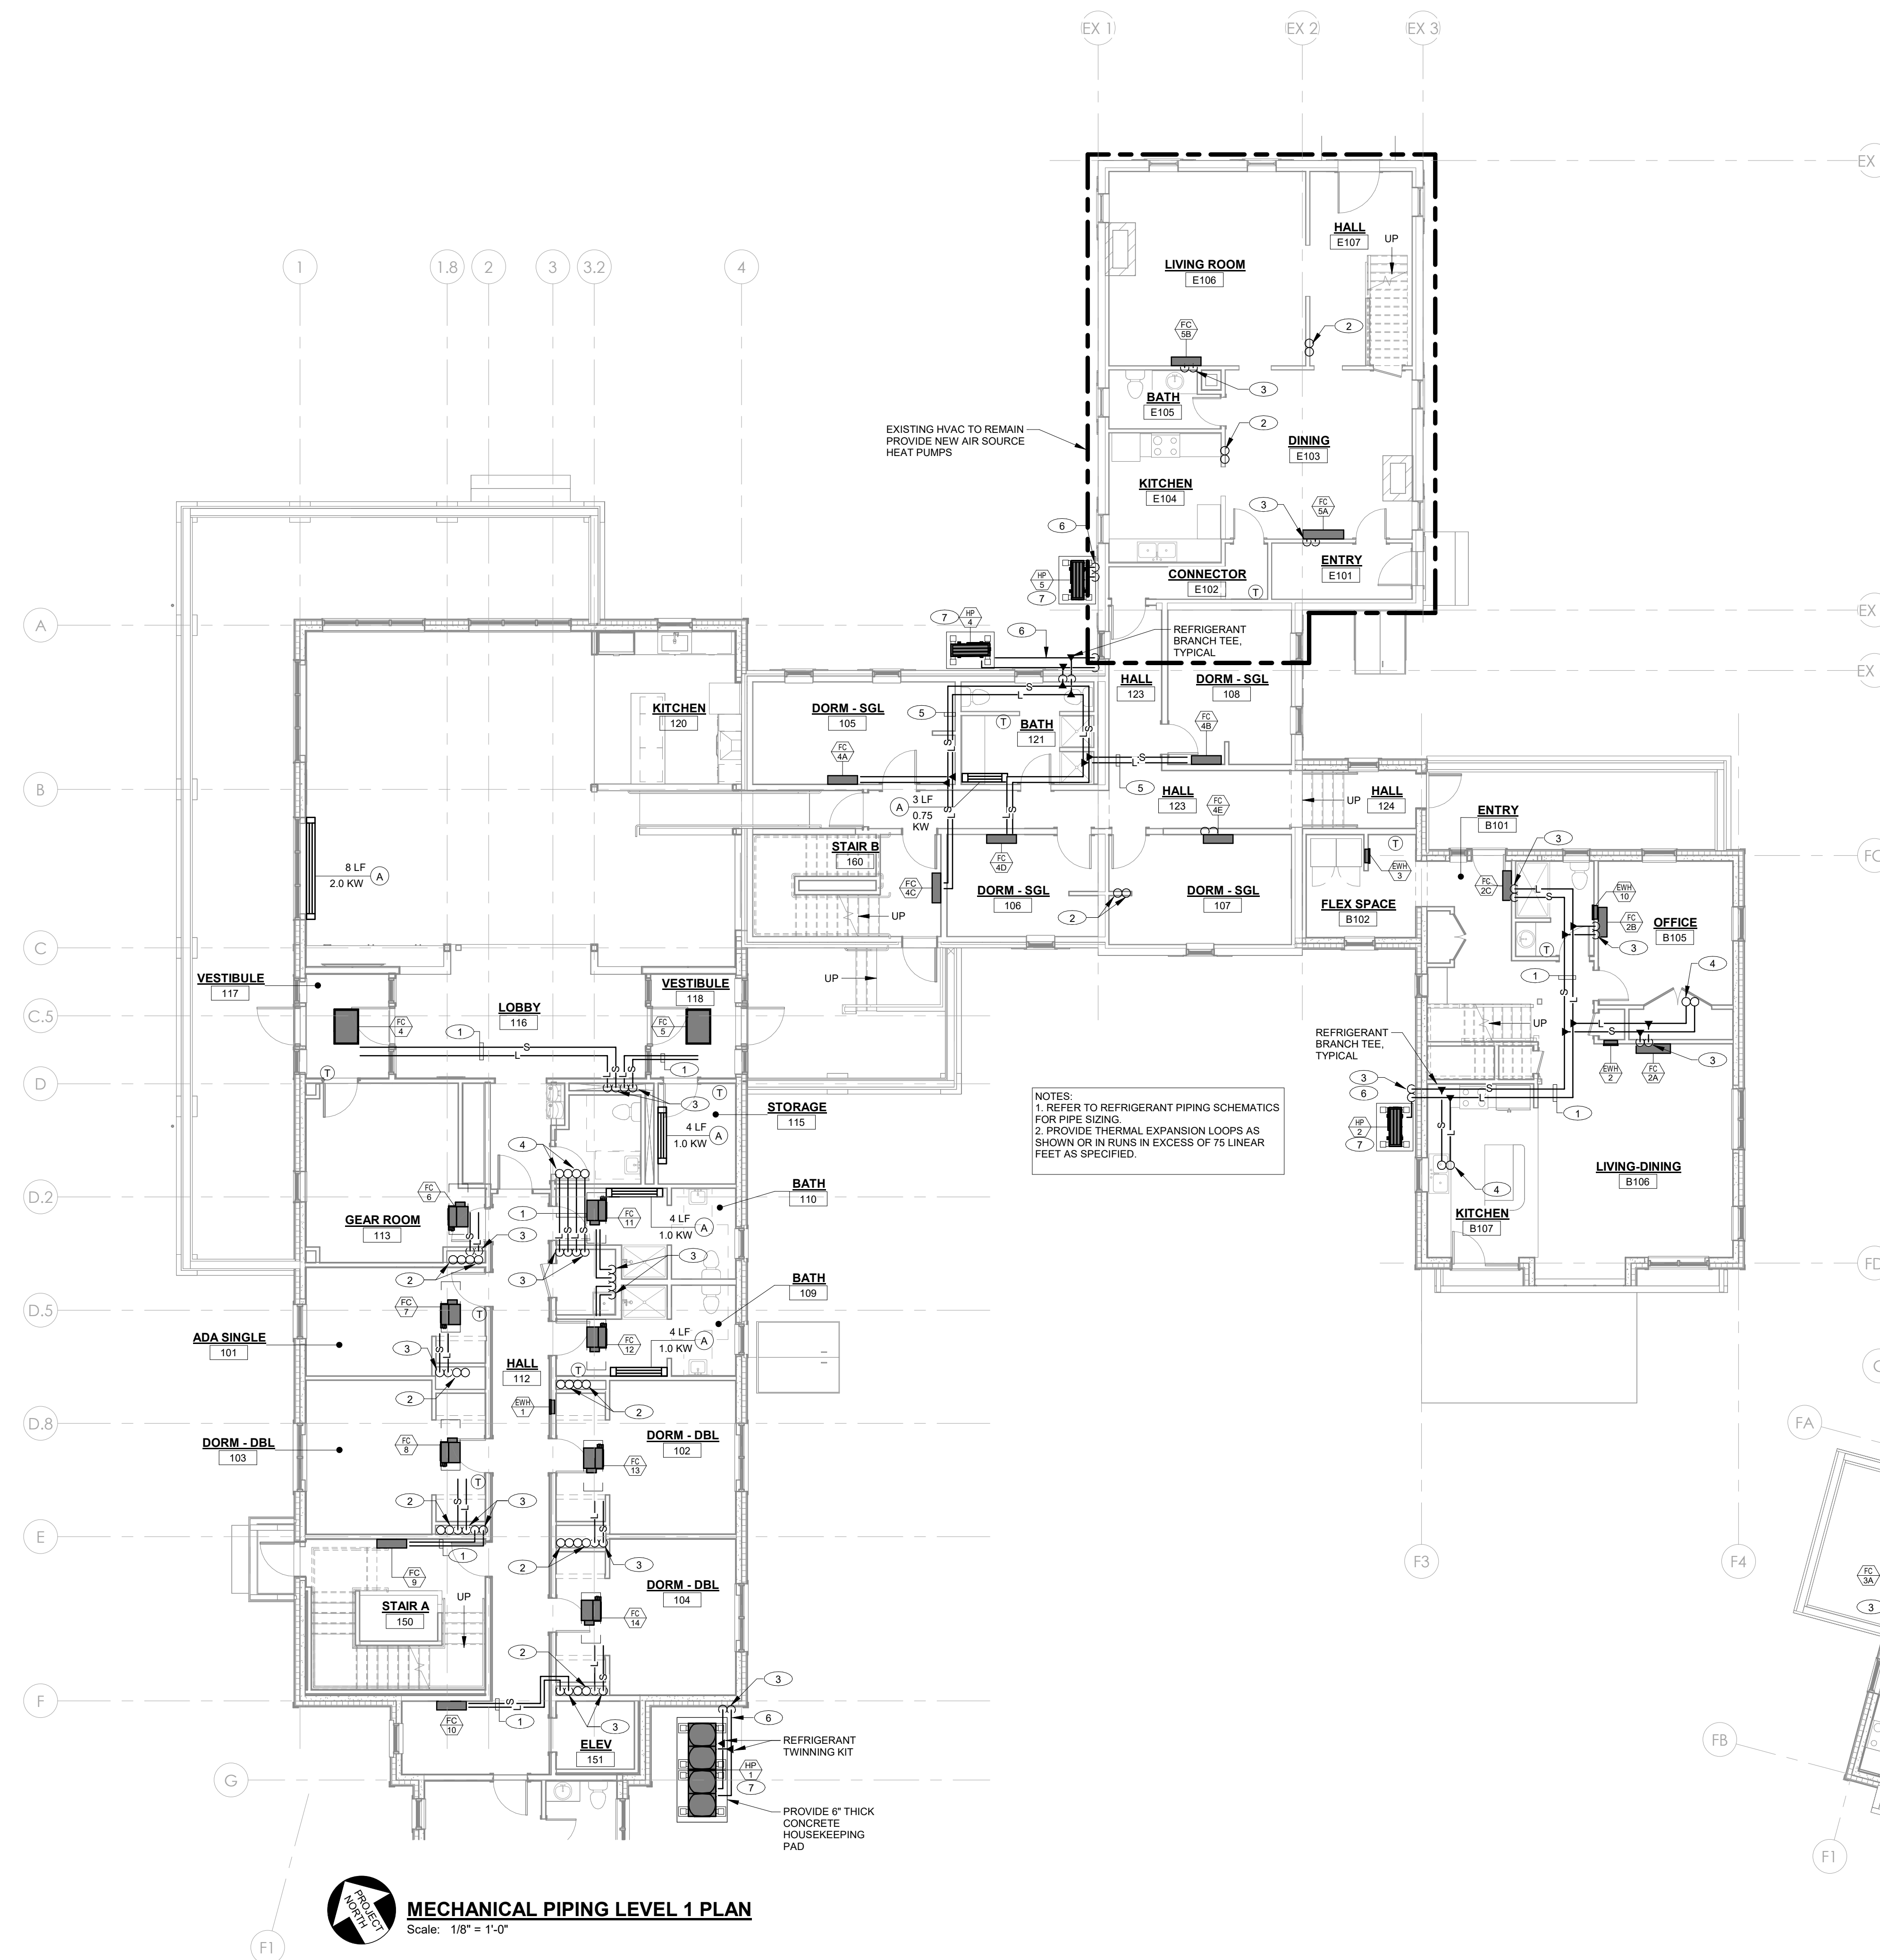 EX 1
EX 2
EX 3
EX
HALL
E107
UP
LIVING ROOM
E106
1
1.8
2
3
3.2
4
FC
5B
2
3
BATH
E105
2
EXISTING HVAC TO REMAIN
PROVIDE NEW AIR SOURCE
HEAT PUMPS
DINING
E103
KITCHEN
E104
3
FC
5A
6
ENTRY
E101
CONNECTOR
E102
T
HP
5
7
A
EX
7
HP
4
6
REFRIGERANT
BRANCH TEE,
TYPICAL
EX
HALL
123
DORM - SGL
108
KITCHEN
120
DORM - SGL
105
5
S
L
T
BATH
121
FC
4B
FC
4A
L
S
L
S
S
L
B
5
3 LF
A
0.75
KW
L
S
L
S
HALL
123
FC
4E
UP
HALL
124
ENTRY
B101
STAIR B
160
3
T
FC
8 LF
A
2.0 KW
FC
4C
FC
4D
DORM - SGL
106
DORM - SGL
107
EWH
3
FC
2C
L
S
EWH
10
FC
2B
OFFICE
B105
UP
2
FLEX SPACE
B102
T
3
C
4
VESTIBULE
117
LOBBY
116
VESTIBULE
118
UP
1
S
L
C.5
FC
4
1
FC
5
REFRIGERANT
BRANCH TEE,
TYPICAL
UP
L
S
S
L
1
L
S
L
S
T
EWH
2
FC
2A
3
D
3
T
3
6
S
L
1
NOTES:
1. REFER TO REFRIGERANT PIPING SCHEMATICS
FOR PIPE SIZING.
2. PROVIDE THERMAL EXPANSION LOOPS AS
SHOWN OR IN RUNS IN EXCESS OF 75 LINEAR
FEET AS SPECIFIED.
STORAGE
115
4 LF
A
1.0 KW
HP
2
7
S
L
4
LIVING-DINING
B106
4
D.2
FC
6
BATH
110
KITCHEN
B107
GEAR ROOM
113
1
FC
11
4 LF
A
1.0 KW
S
L
L
S
L
S
3
3
2
3
FD
BATH
109
D.5
FC
7
T
ADA SINGLE
101
FC
12
4 LF
A
1.0 KW
3
S
L
HALL
112
T
2
EWH
1
2
D.8
FA
DORM - DBL
103
FC
8
DORM - DBL
102
FC
13
T
2
S
L
3
L
S
E
1
2
3
F3
F4
FC
9
FC
3A
3
STAIR A
150
UP
DORM - DBL
104
FC
14
2
L
S
F
3
S
L
FC
10
1
3
6
FB
ELEV
151
REFRIGERANT
TWINNING KIT
HP
1
7
G
PROVIDE 6" THICK
CONCRETE
HOUSEKEEPING
PAD
F1
PROJECT
NORTH
MECHANICAL PIPING LEVEL 1 PLAN
Scale: 1/8" = 1'-0"
F1